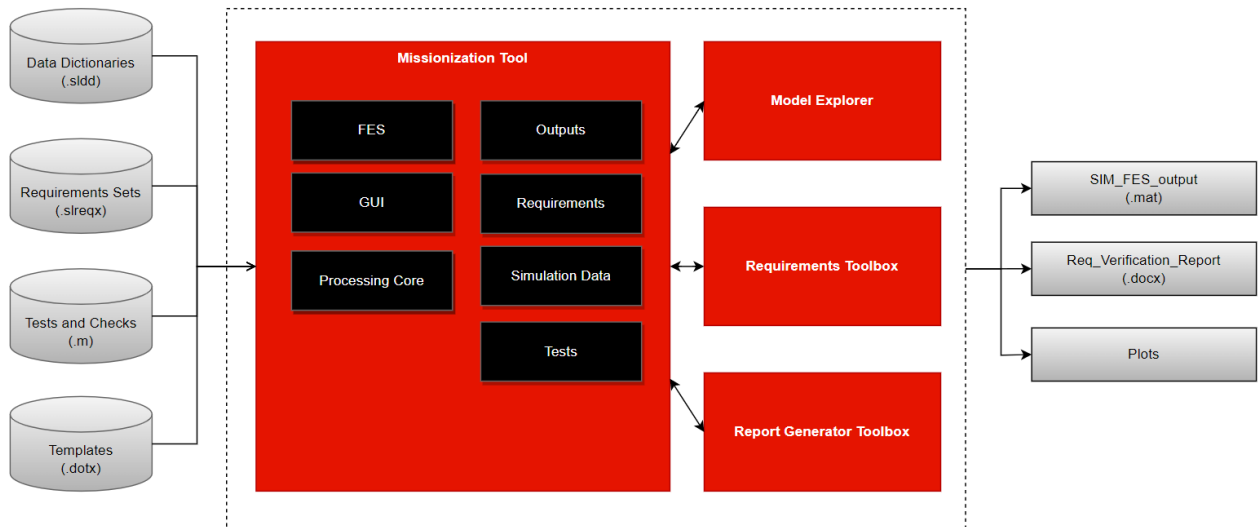 Data Dictionaries
(.sldd)
Requirements Sets
(.slreqx)
Tests and Checks
(.m)
Templates
(.dotx)
Missionization Tool
FES
GUI
Processing Core
Outputs
Requirements
Simulation Data
Tests
Model Explorer
Requirements Toolbox
Report Generator Toolbox
SIM_FES_output
(.mat)
Req_Verification_Report
(.docx)
Plots